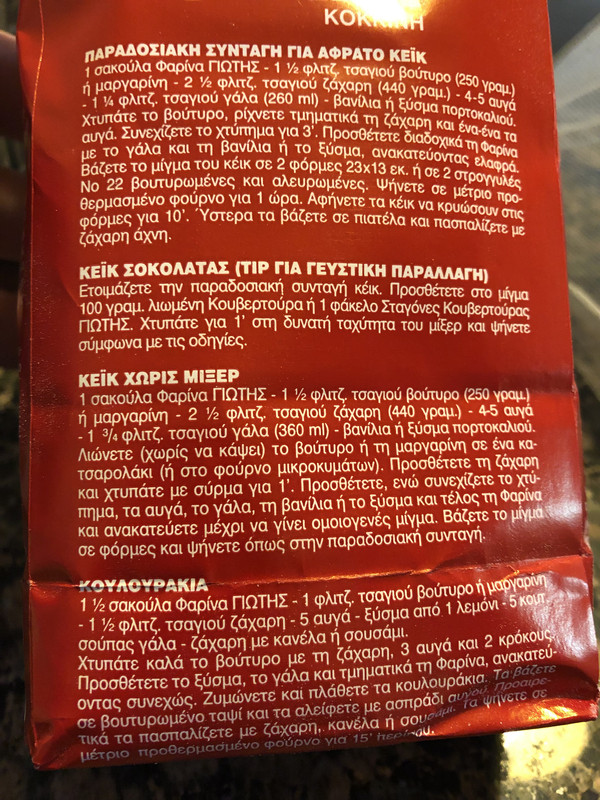 ΚΟΚΚΙΝΗ
ΠΑΡΑΔΟΣΙΑΚΗ ΣΥΝΤΑΓΗ ΓΙΑ ΑΦΡΑΤΟ ΚΕΪΚ
1 σακούλα Φαρίνα ΓΙΩΤΗΣ - 1 ½ φλιτζ. τσαγιού βούτυρο (250 γραμ.)
ή μαργαρίνη - 2 ½ φλιτζ. τσαγιού ζάχαρη (440 γραμ.) - 4-5 αυγά
- 1 ¼ φλιτζ. τσαγιού γάλα (260 ml) - βανίλια ή ξύσμα πορτοκαλιού.
Χτυπάτε το βούτυρο, ρίχνετε τμηματικά τη ζάχαρη και ένα-ένα τα
αυγά. Συνεχίζετε το χτύπημα για 3’. Προσθέτετε διαδοχικά τη Φαρίνα
με το γάλα και τη βανίλια ή το ξύσμα, ανακατεύοντας ελαφρά.
Βάζετε το μίγμα του κέικ σε 2 φόρμες 23x13 εκ. ή σε 2 στρογγυλές
Νο 22 βουτυρωμένες και αλευρωμένες. Ψήνετε σε μέτριο προ-
θερμασμένο φούρνο για 1 ώρα. Αφήνετε τα κέικ να κρυώσουν στις
φόρμες για 10’. Ύστερα τα βάζετε σε πιατέλα και πασπαλίζετε με
ζάχαρη άχνη.
ΚΕΪΚ ΣΟΚΟΛΑΤΑΣ (TIP ΓΙΑ ΓΕΥΣΤΙΚΗ ΠΑΡΑΛΛΑΓΗ)
Ετοιμάζετε την παραδοσιακή συνταγή κέικ. Προσθέτετε στο μίγμα
100 γραμ. λιωμένη Κουβερτούρα ή 1 φάκελο Σταγόνες Κουβερτούρας
ΓΙΩΤΗΣ. Χτυπάτε για 1’ στη δυνατή ταχύτητα του μίξερ και ψήνετε
σύμφωνα με τις οδηγίες.
ΚΕΪΚ ΧΩΡΙΣ ΜΙΞΕΡ
1 σακούλα Φαρίνα ΓΙΩΤΗΣ - 1 ½ φλιτζ. τσαγιού βούτυρο (250 γραμ.)
ή μαργαρίνη - 2 ½ φλιτζ. τσαγιού ζάχαρη (440 γραμ.) - 4-5 αυγά
- 1 ³/₄ φλιτζ. τσαγιού γάλα (360 ml) - βανίλια ή ξύσμα πορτοκαλιού.
Λιώνετε (χωρίς να κάψει) το βούτυρο ή τη μαργαρίνη σε ένα κα-
τσαρολάκι (ή στο φούρνο μικροκυμάτων). Προσθέτετε τη ζάχαρη
και χτυπάτε με σύρμα για 1’. Προσθέτετε, ενώ συνεχίζετε το χτύ-
πημα, τα αυγά, το γάλα, τη βανίλια ή το ξύσμα και τέλος τη Φαρίνα
και ανακατεύετε μέχρι να γίνει ομοιογενές μίγμα. Βάζετε το μίγμα
σε φόρμες και ψήνετε όπως στην παραδοσιακή συνταγή.
ΚΟΥΛΟΥΡΑΚΙΑ
1 ½ σακούλα Φαρίνα ΓΙΩΤΗΣ - 1 φλιτζ. τσαγιού βούτυρο ή μαργαρίνη
- 1 ½ φλιτζ. τσαγιού ζάχαρη - 5 αυγά - ξύσμα από 1 λεμόνι - 5 κουτ.
σούπας γάλα - ζάχαρη με κανέλα ή σουσάμι.
Χτυπάτε καλά το βούτυρο με τη ζάχαρη, 3 αυγά και 2 κρόκους.
Προσθέτετε το ξύσμα, το γάλα και τμηματικά τη Φαρίνα, ανακατεύ-
οντας συνεχώς. Ζυμώνετε και πλάθετε τα κουλουράκια. Τα βάζετε
σε βουτυρωμένο ταψί και τα αλείφετε με ασπράδι αυγού. Προαιρε-
τικά τα πασπαλίζετε με ζάχαρη, κανέλα ή σουσάμι. Τα ψήνετε σε
μέτριο προθερμασμένο φούρνο για 15’ περίπου.